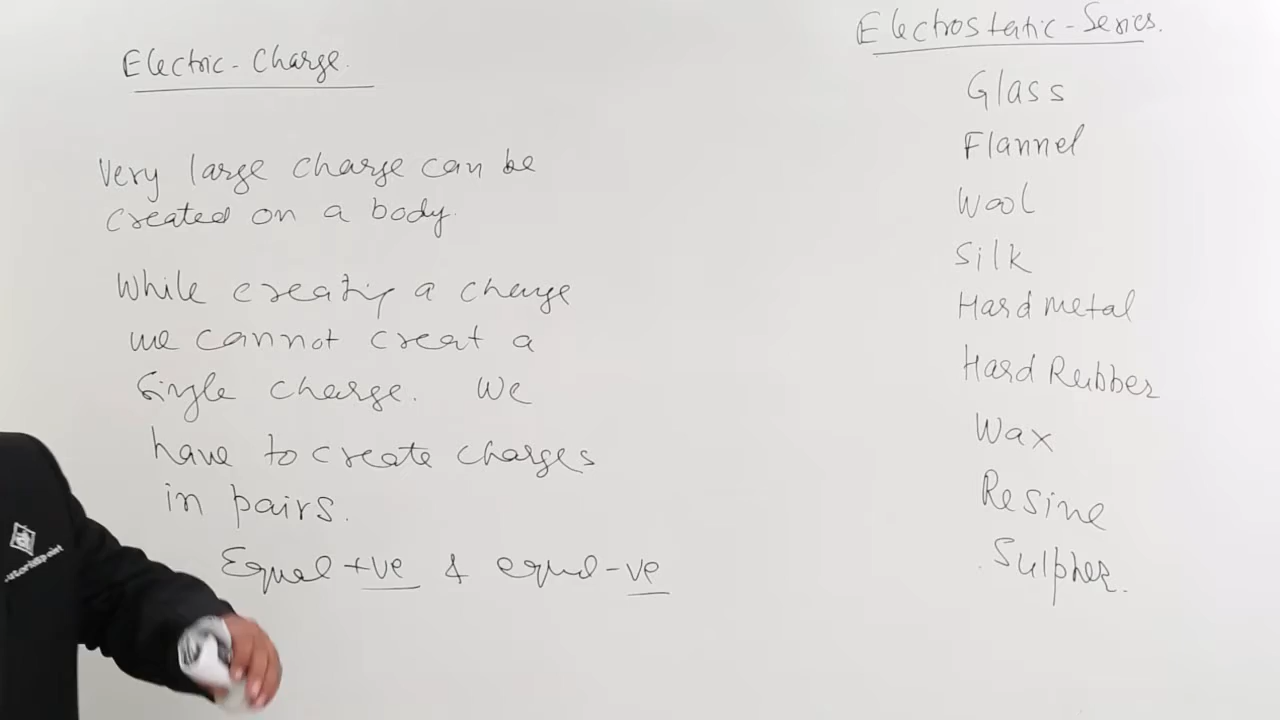 Electric - Charge.
Very large charge can be
created on a body.
While creating a charge
we cannot creat a
Single charge. We
have to create charges
in pairs.
Equal +ve & equal -ve
Electrostatic - Series.
Glass
Flannel
Wool
Silk
Hard metal
Hard Rubber
Wax
Resine
Sulpher.
tutorialspoint